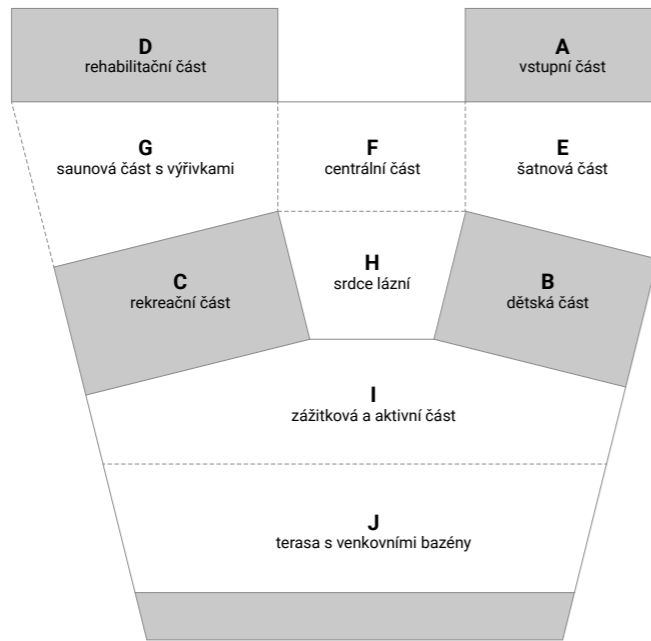 D
rehabilitační část
A
vstupní část
G
saunová část s výřivkami
F
centrální část
E
šatnová část
H
srdce lázní
C
rekreační část
B
dětská část
I
zážitková a aktivní část
J
terasa s venkovními bazény